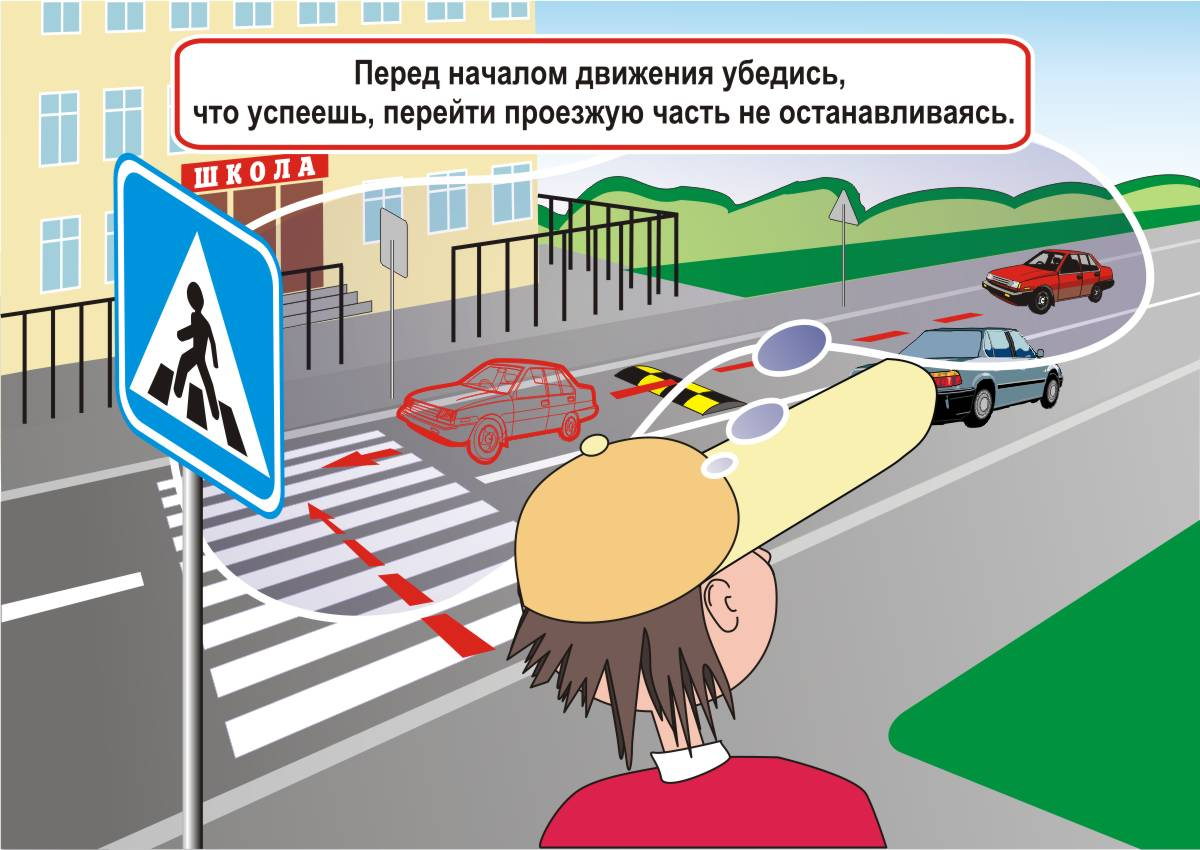 Перед началом движения убедись,
что успеешь, перейти проезжую часть не останавливаясь.
ШКОЛА